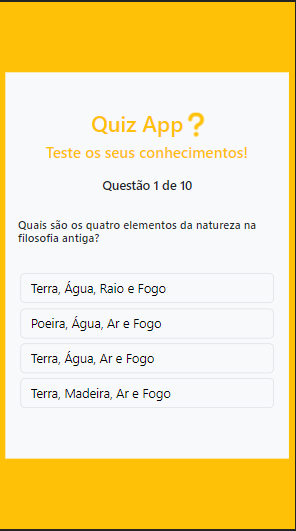 Quiz App❓
Teste os seus conhecimentos!
Questão 1 de 10
Quais são os quatro elementos da natureza na
filosofia antiga?
Terra, Água, Raio e Fogo
Poeira, Água, Ar e Fogo
Terra, Água, Ar e Fogo
Terra, Madeira, Ar e Fogo